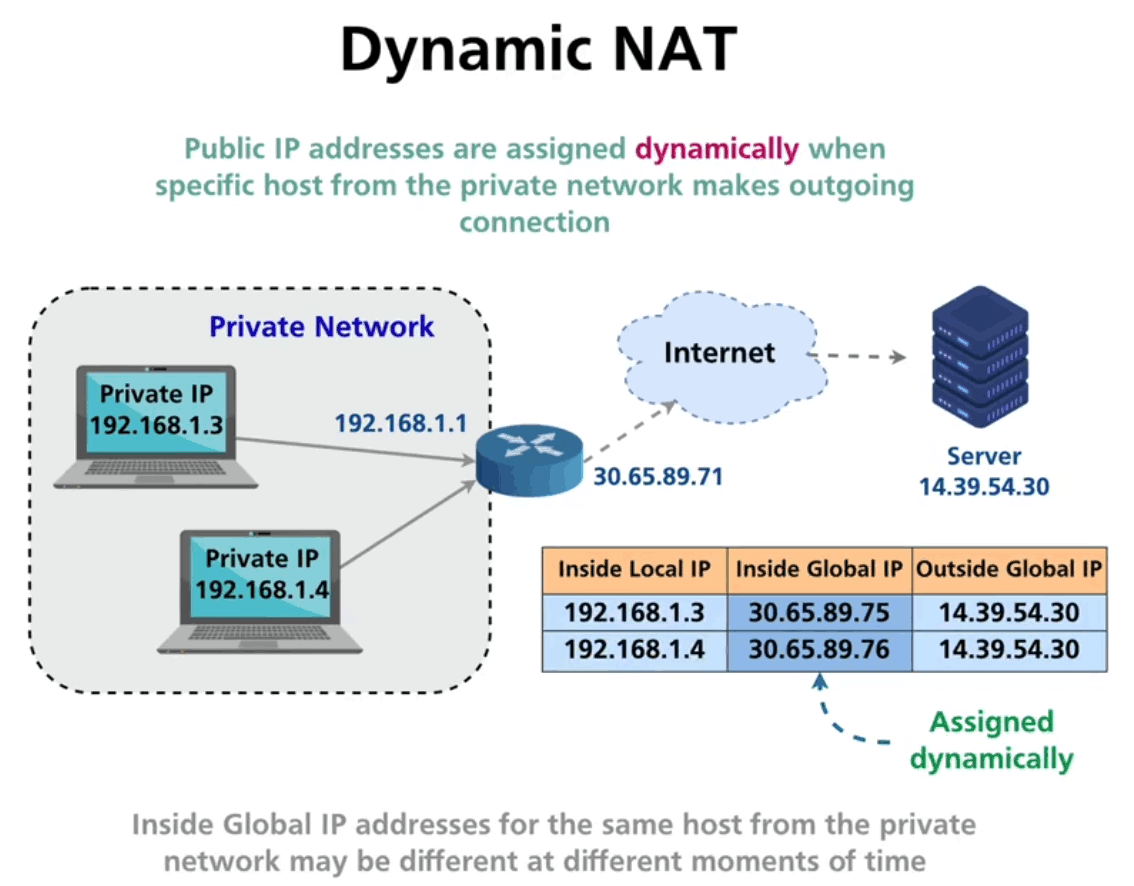 Dynamic NAT
Public IP addresses are assigned dynamically when
specific host from the private network makes outgoing
connection
Private Network
Private IP
192.168.1.3
192.168.1.1
Internet
30.65.89.71
Server
14.39.54.30
Private IP
192.168.1.4
Inside Local IP Inside Global IP Outside Global IP
192.168.1.3 30.65.89.75 14.39.54.30
192.168.1.4 30.65.89.76 14.39.54.30
Assigned
dynamically
Inside Global IP addresses for the same host from the private
network may be different at different moments of time